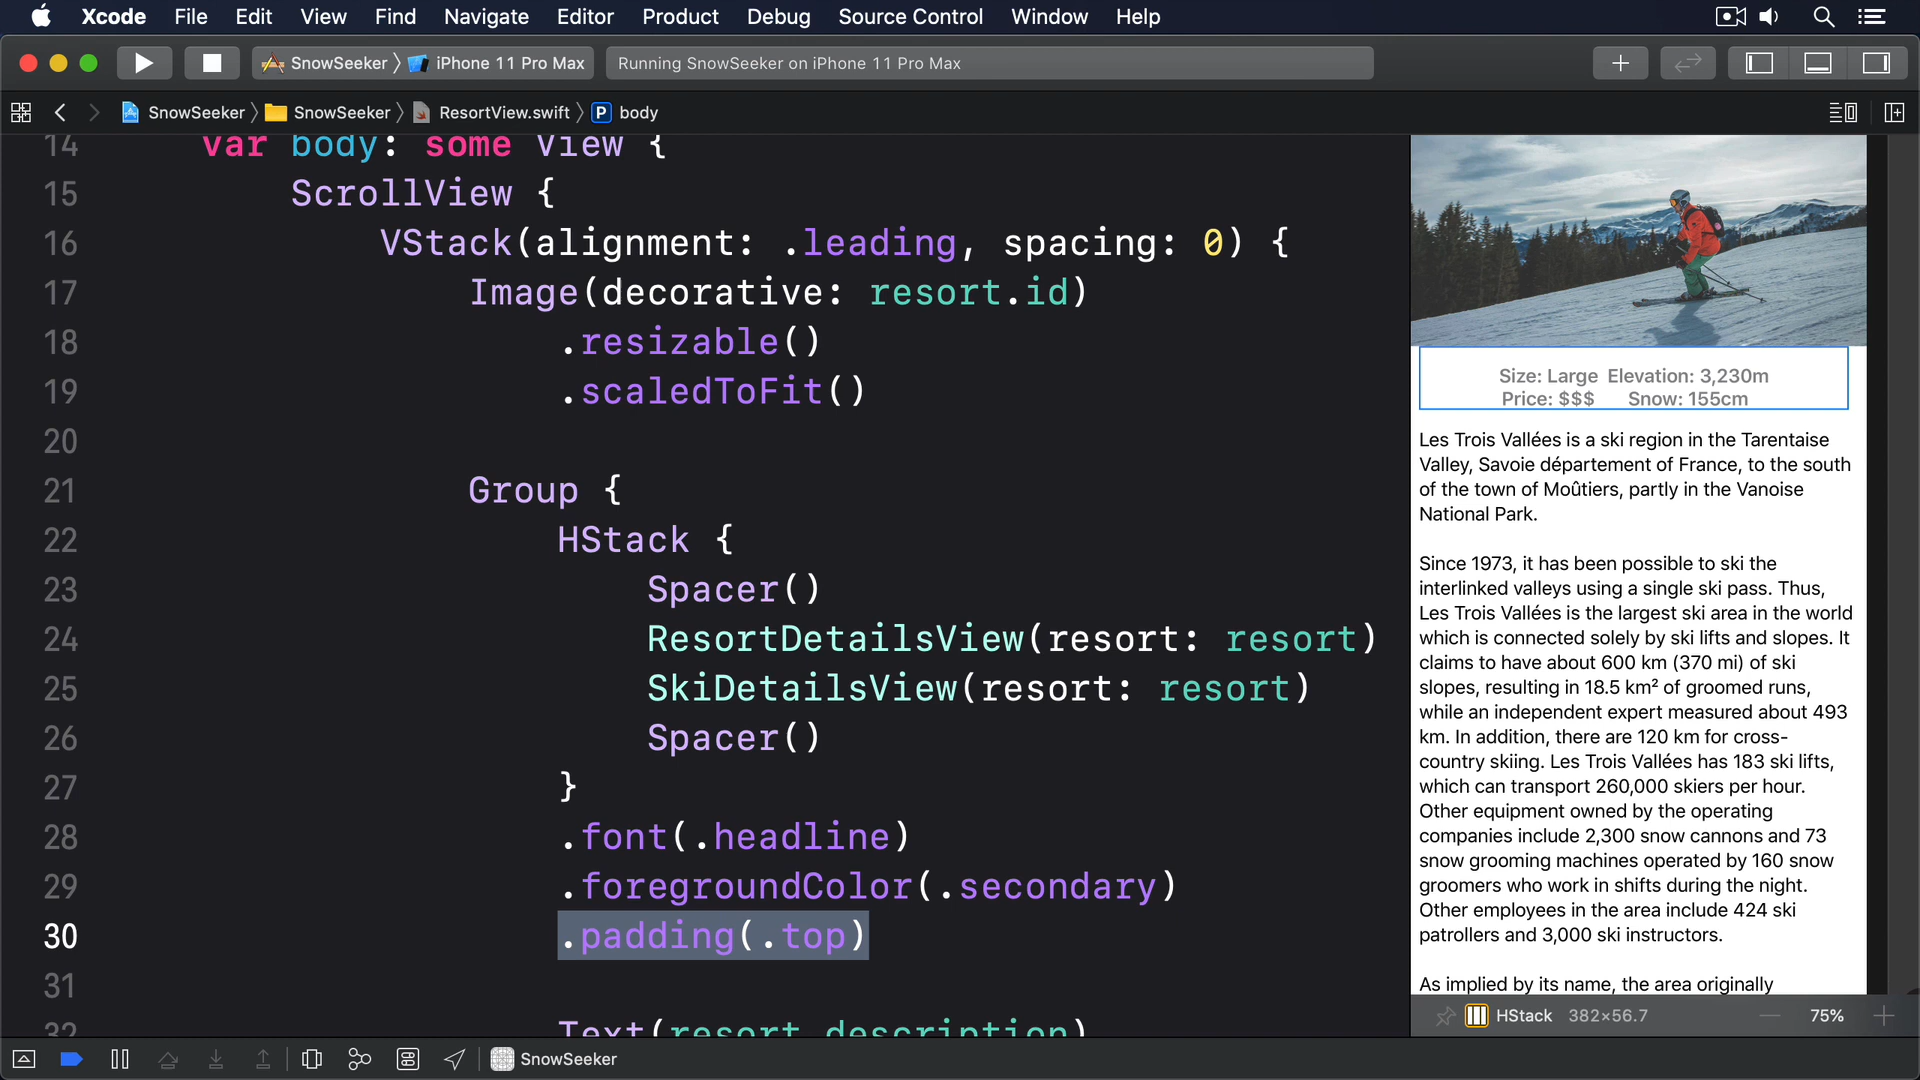 Xcode File Edit View Find Navigate Editor Product Debug Source Control Window Help
SnowSeeker iPhone 11 Pro Max Running SnowSeeker on iPhone 11 Pro Max
SnowSeeker SnowSeeker ResortView.swift P body
14 var body: some View {
15 ScrollView {
16 VStack(alignment: .leading, spacing: 0) {
17 Image(decorative: resort.id)
18 .resizable()
19 .scaledToFit()
20
21 Group {
22 HStack {
23 Spacer()
24 ResortDetailsView(resort: resort)
25 SkiDetailsView(resort: resort)
26 Spacer()
27 }
28 .font(.headline)
29 .foregroundColor(.secondary)
30 .padding(.top)
31
32 Text(resort.description)
Size: Large Elevation: 3,230m
Price: $$$ Snow: 155cm
Les Trois Vallées is a ski region in the Tarentaise
Valley, Savoie département of France, to the south
of the town of Moûtiers, partly in the Vanoise
National Park.
Since 1973, it has been possible to ski the
interlinked valleys using a single ski pass. Thus,
Les Trois Vallées is the largest ski area in the world
which is connected solely by ski lifts and slopes. It
claims to have about 600 km (370 mi) of ski
slopes, resulting in 18.5 km² of groomed runs,
while an independent expert measured about 493
km. In addition, there are 120 km for cross-
country skiing. Les Trois Vallées has 183 ski lifts,
which can transport 260,000 skiers per hour.
Other equipment owned by the operating
companies include 2,300 snow cannons and 73
snow grooming machines operated by 160 snow
groomers who work in shifts during the night.
Other employees in the area include 424 ski
patrollers and 3,000 ski instructors.
As implied by its name, the area originally
HStack 382×56.7 75%
SnowSeeker